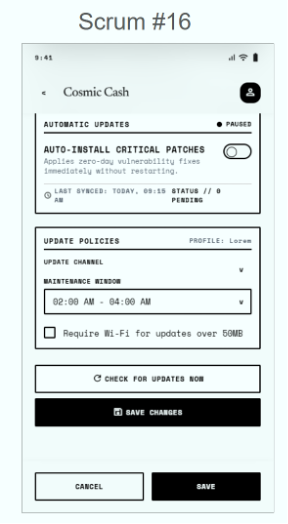 Scrum #16
9:41
« Cosmic Cash
AUTOMATIC UPDATES ● PAUSED
AUTO-INSTALL CRITICAL PATCHES
Applies zero-day vulnerability fixes
immediately without restarting.
LAST SYNCED: TODAY, 09:15 STATUS // 0
AM PENDING
UPDATE POLICIES PROFILE: Lorem
UPDATE CHANNEL
MAINTENANCE WINDOW
02:00 AM - 04:00 AM
Require Wi-Fi for updates over 50MB
CHECK FOR UPDATES NOW
SAVE CHANGES
CANCEL SAVE